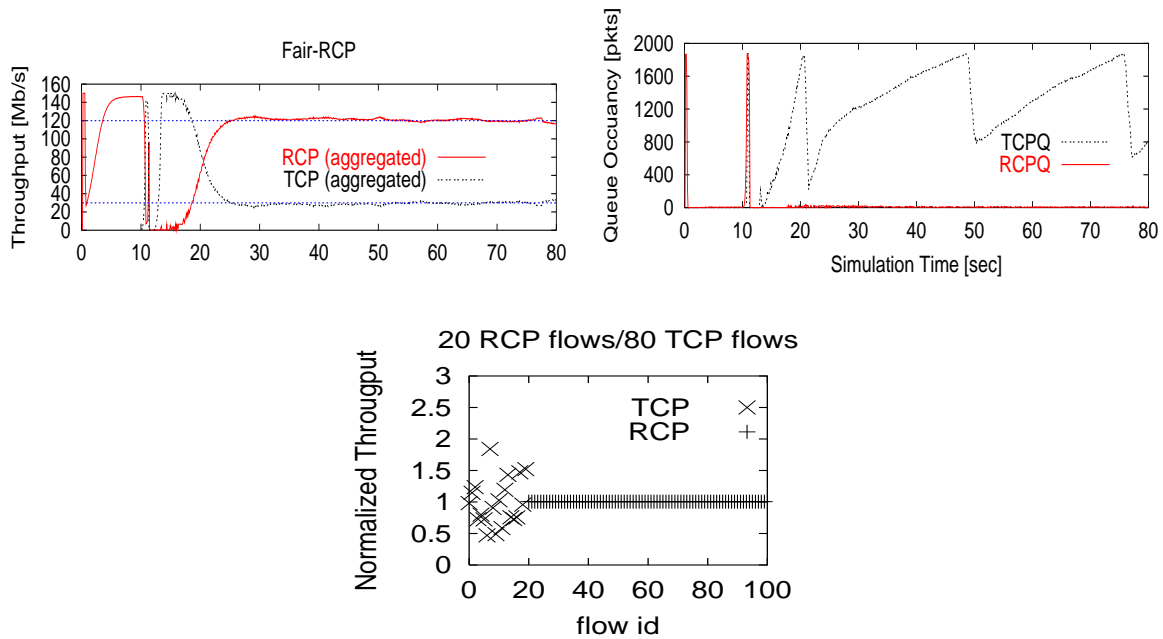 Fair-RCP
Throughput [Mb/s]
160
140
120
100
80
60
40
20
0
RCP (aggregated)
TCP (aggregated)
0 10 20 30 40 50 60 70 80
Queue Occuancy [pkts]
2000
1600
1200
800
400
0
TCPQ
RCPQ
0 10 20 30 40 50 60 70 80
Simulation Time [sec]
20 RCP flows/80 TCP flows
Normalized Througput
3
2.5
2
1.5
1
0.5
0
TCP
RCP
0 20 40 60 80 100
flow id